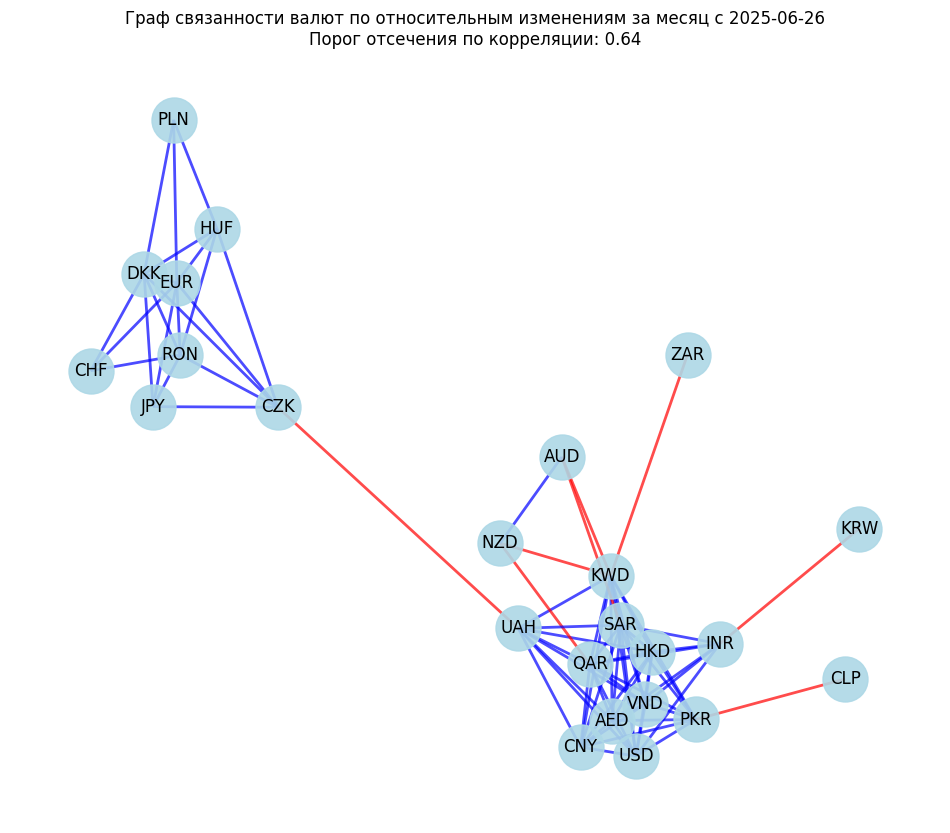 Граф связанности валют по относительным изменениям за месяц с 2025-06-26
Порог отсечения по корреляции: 0.64
PLN
HUF
DKK
EUR
RON
CHF
JPY
CZK
ZAR
AUD
KRW
NZD
KWD
UAH
SAR
INR
HKD
QAR
CLP
VND
AED
PKR
CNY
USD